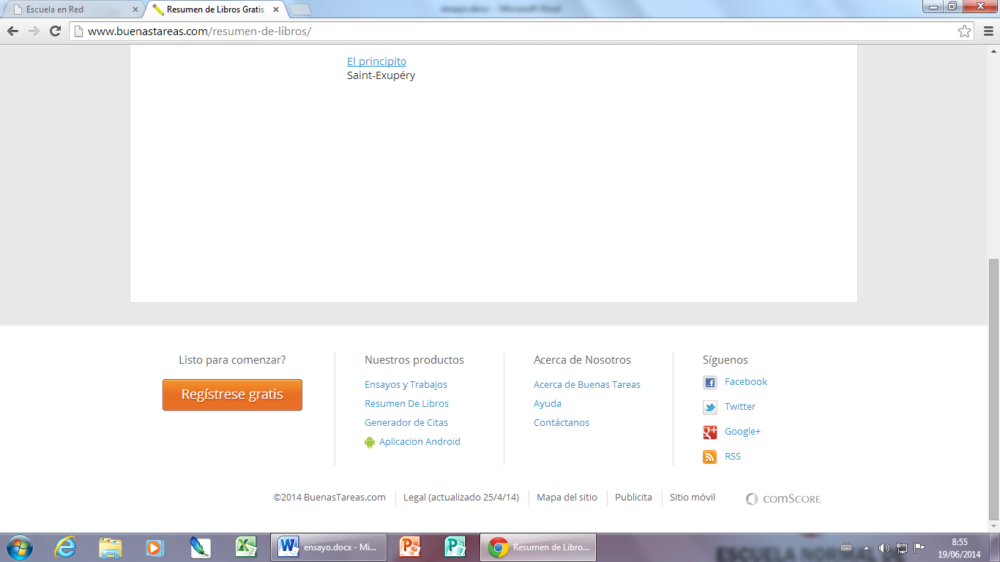 ensayo.docx - Microsoft Word
Escuela en Red
Resumen de Libros Gratis
www.buenastareas.com/resumen-de-libros/
El principito
Saint-Exupéry
Listo para comenzar?
Regístrese gratis
Nuestros productos
Ensayos y Trabajos
Resumen De Libros
Generador de Citas
Aplicacion Android
Acerca de Nosotros
Acerca de Buenas Tareas
Ayuda
Contáctanos
Síguenos
Facebook
Twitter
Google+
RSS
©2014 BuenasTareas.com
Legal (actualizado 25/4/14)
Mapa del sitio
Publicita
Sitio móvil
comScore.
ensayo.docx - Mi...
Resumen de Libro...
ESCUELA NORMAL DE
8:55
19/06/2014